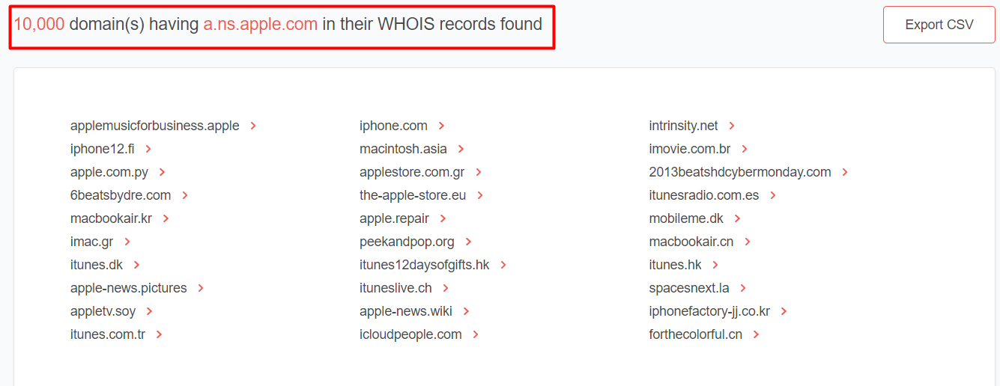 10,000 domain(s) having a.ns.apple.com in their WHOIS records found
Export CSV
applemusicforbusiness.apple
iphone12.fi
apple.com.py
6beatsbydre.com
macbookair.kr
imac.gr
itunes.dk
apple-news.pictures
appletv.soy
itunes.com.tr
iphone.com
macintosh.asia
applestore.com.gr
the-apple-store.eu
apple.repair
peekandpop.org
itunes12daysofgifts.hk
ituneslive.ch
apple-news.wiki
icloudpeople.com
intrinsity.net
imovie.com.br
2013beatshdcybermonday.com
itunesradio.com.es
mobileme.dk
macbookair.cn
itunes.hk
spacesnext.la
iphonefactory-jj.co.kr
forthecolorful.cn